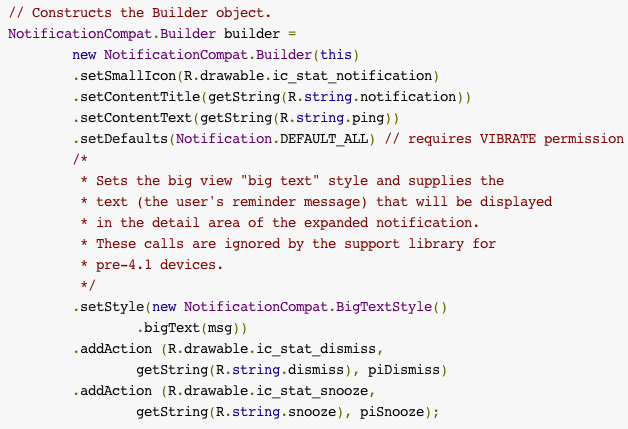 // Constructs the Builder object.
NotificationCompat.Builder builder =
        new NotificationCompat.Builder(this)
        .setSmallIcon(R.drawable.ic_stat_notification)
        .setContentTitle(getString(R.string.notification))
        .setContentText(getString(R.string.ping))
        .setDefaults(Notification.DEFAULT_ALL) // requires VIBRATE permission
        /*
         * Sets the big view "big text" style and supplies the
         * text (the user's reminder message) that will be displayed
         * in the detail area of the expanded notification.
         * These calls are ignored by the support library for
         * pre-4.1 devices.
         */
        .setStyle(new NotificationCompat.BigTextStyle()
                .bigText(msg))
        .addAction (R.drawable.ic_stat_dismiss,
                getString(R.string.dismiss), piDismiss)
        .addAction (R.drawable.ic_stat_snooze,
                getString(R.string.snooze), piSnooze);